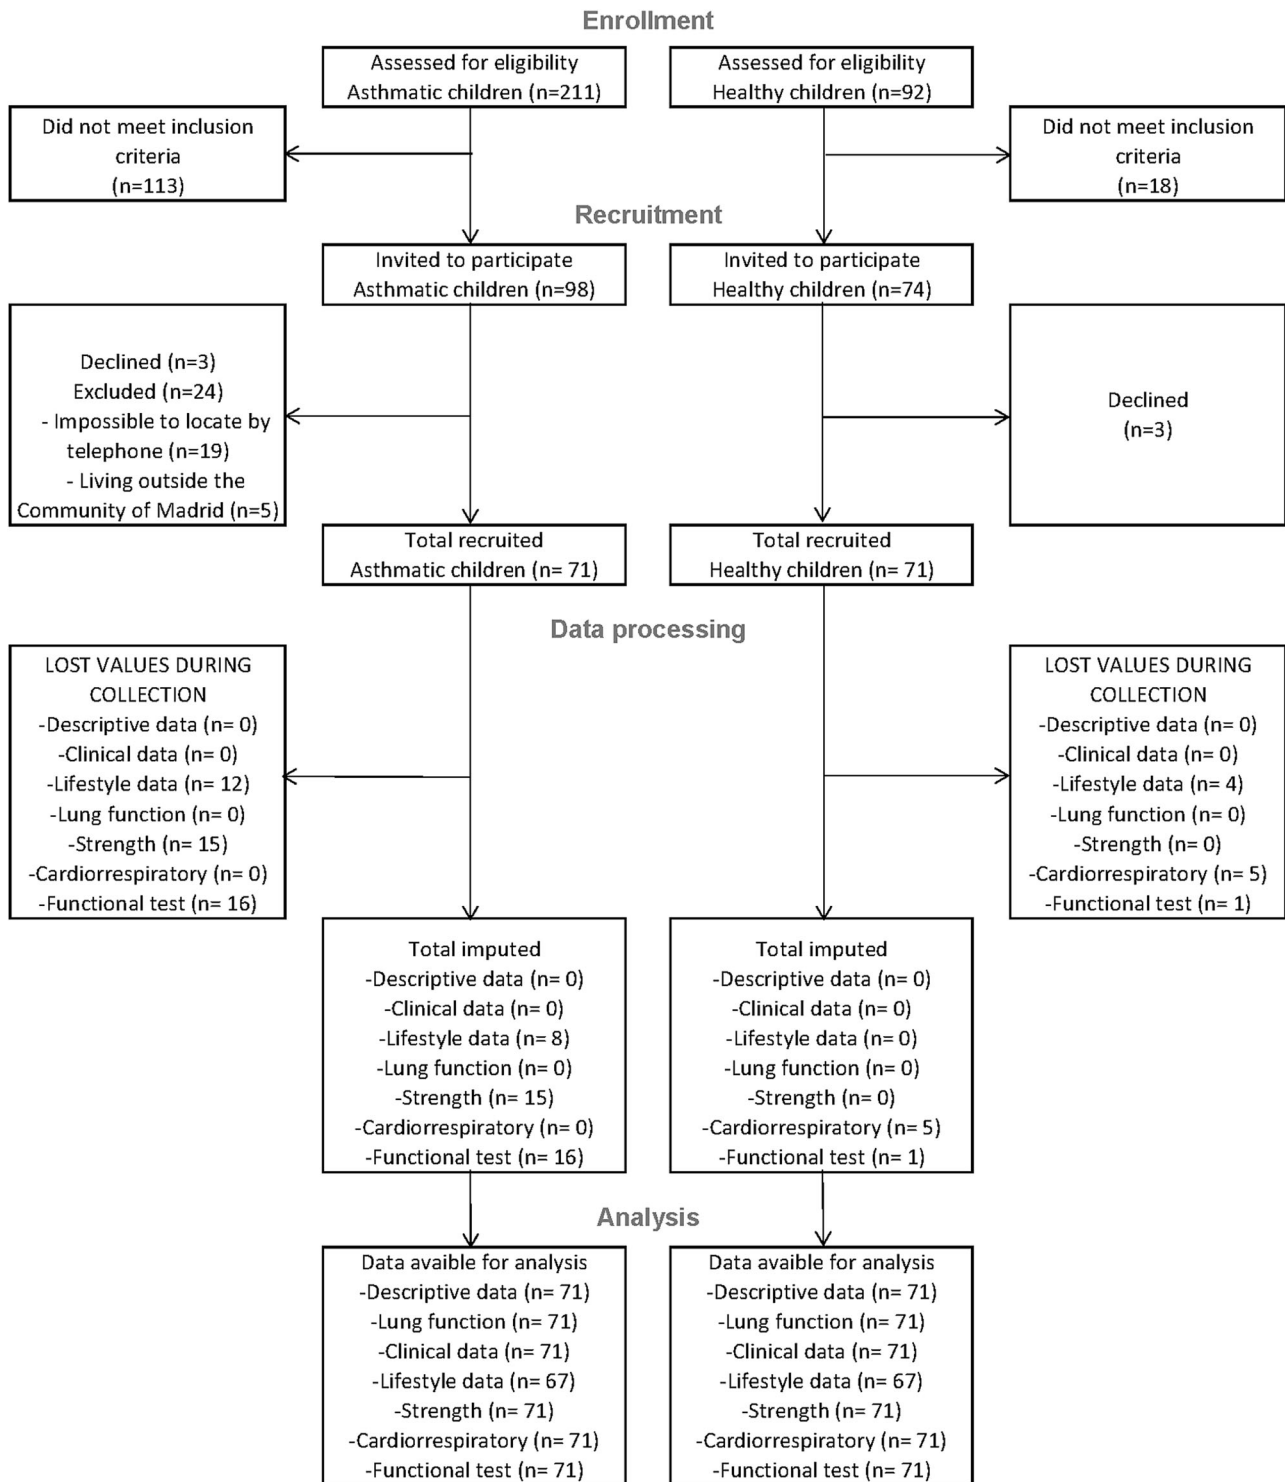 Enrollment
Assessed for eligibility
Asthmatic children (n=211)
Assessed for eligibility
Healthy children (n=92)
Did not meet inclusion
criteria
(n=113)
Did not meet inclusion
criteria
(n=18)
Recruitment
Invited to participate
Asthmatic children (n=98)
Invited to participate
Healthy children (n=74)
Declined (n=3)
Excluded (n=24)
- Impossible to locate by
telephone (n=19)
- Living outside the
Community of Madrid (n=5)
Declined
(n=3)
Total recruited
Asthmatic children (n= 71)
Total recruited
Healthy children (n= 71)
Data processing
LOST VALUES DURING
COLLECTION
-Descriptive data (n= 0)
-Clinical data (n= 0)
-Lifestyle data (n= 12)
-Lung function (n= 0)
-Strength (n= 15)
-Cardiorrespiratory (n= 0)
-Functional test (n= 16)
LOST VALUES DURING
COLLECTION
-Descriptive data (n= 0)
-Clinical data (n= 0)
-Lifestyle data (n= 4)
-Lung function (n= 0)
-Strength (n= 0)
-Cardiorrespiratory (n= 5)
-Functional test (n= 1)
Total imputed
-Descriptive data (n= 0)
-Clinical data (n= 0)
-Lifestyle data (n= 8)
-Lung function (n= 0)
-Strength (n= 15)
-Cardiorrespiratory (n= 0)
-Functional test (n= 16)
Total imputed
-Descriptive data (n= 0)
-Clinical data (n= 0)
-Lifestyle data (n= 0)
-Lung function (n= 0)
-Strength (n= 0)
-Cardiorrespiratory (n= 5)
-Functional test (n= 1)
Analysis
Data avaible for analysis
-Descriptive data (n= 71)
-Lung function (n= 71)
-Clinical data (n= 71)
-Lifestyle data (n= 67)
-Strength (n= 71)
-Cardiorrespiratory (n= 71)
-Functional test (n= 71)
Data avaible for analysis
-Descriptive data (n= 71)
-Lung function (n= 71)
-Clinical data (n= 71)
-Lifestyle data (n= 67)
-Strength (n= 71)
-Cardiorrespiratory (n= 71)
-Functional test (n= 71)